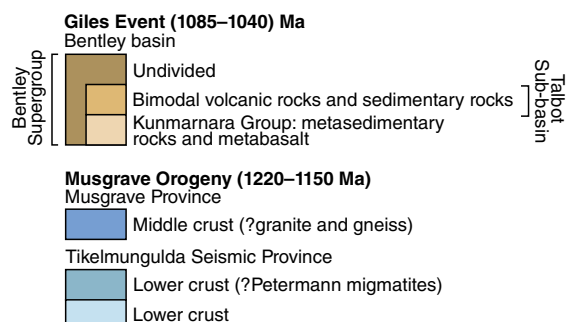 Giles Event (1085–1040) Ma
Bentley basin
Bentley
Supergroup
Undivided
Bimodal volcanic rocks and sedimentary rocks
Talbot
Sub-basin
Kunmarnara Group: metasedimentary
rocks and metabasalt
Musgrave Orogeny (1220–1150 Ma)
Musgrave Province
Middle crust (?granite and gneiss)
Tikelmungulda Seismic Province
Lower crust (?Petermann migmatites)
Lower crust